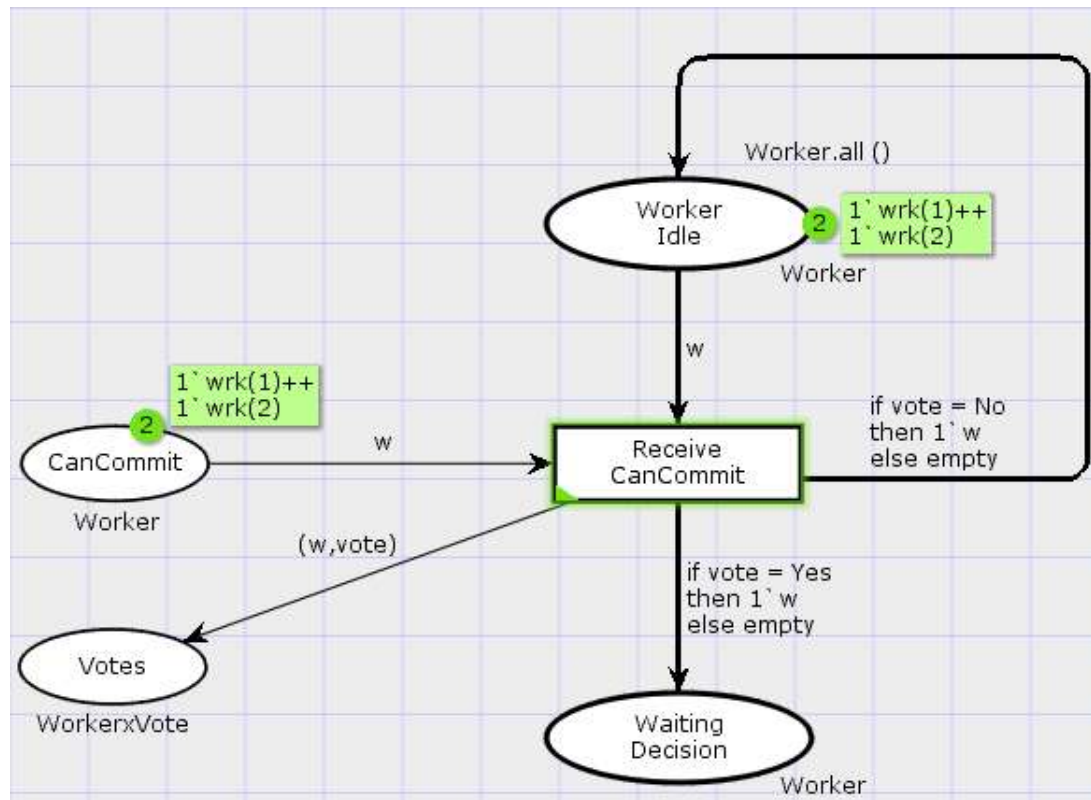 Worker.all ()
Worker
Idle
2
1`wrk(1)++
1`wrk(2)
Worker
w
1`wrk(1)++
1`wrk(2)
2
CanCommit
Worker
w
Receive
CanCommit
if vote = No
then 1`w
else empty
(w,vote)
if vote = Yes
then 1`w
else empty
Votes
WorkerxVote
Waiting
Decision
Worker